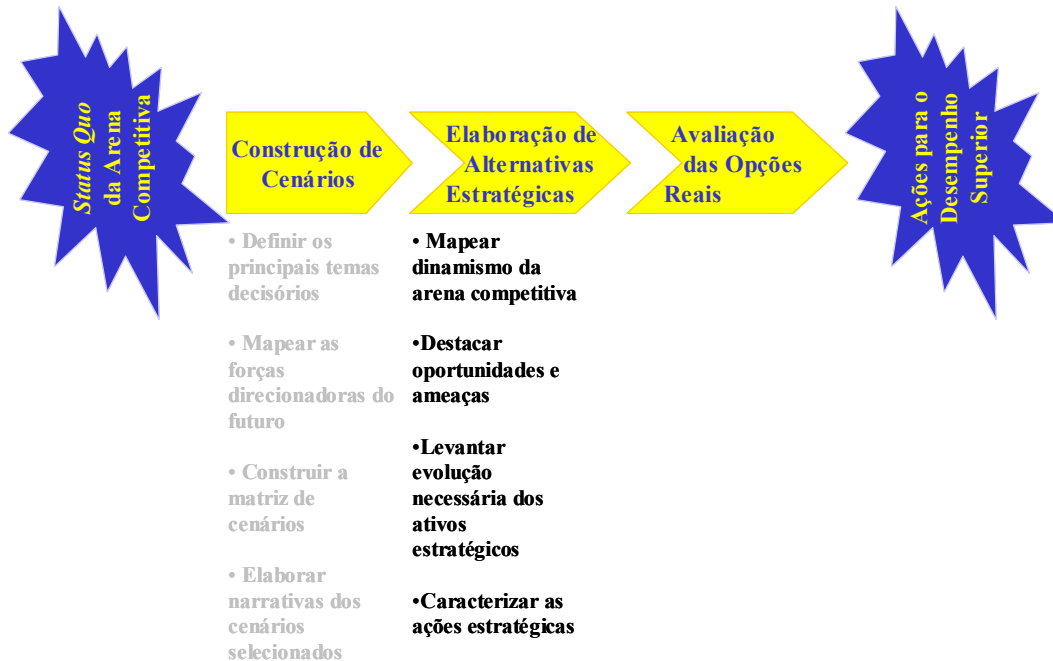 Status Quo
da Arena
Competitiva
Construção de
Cenários
Elaboração de
Alternativas
Estratégicas
Avaliação
das Opções
Reais
Ações para o
Desempenho
Superior
• Definir os
principais temas
decisórios
• Mapear as
forças
direcionadoras do
futuro
• Construir a
matriz de
cenários
• Elaborar
narrativas dos
cenários
selecionados
• Mapear
dinamismo da
arena competitiva
•Destacar
oportunidades e
ameaças
•Levantar
evolução
necessária dos
ativos
estratégicos
•Caracterizar as
ações estratégicas